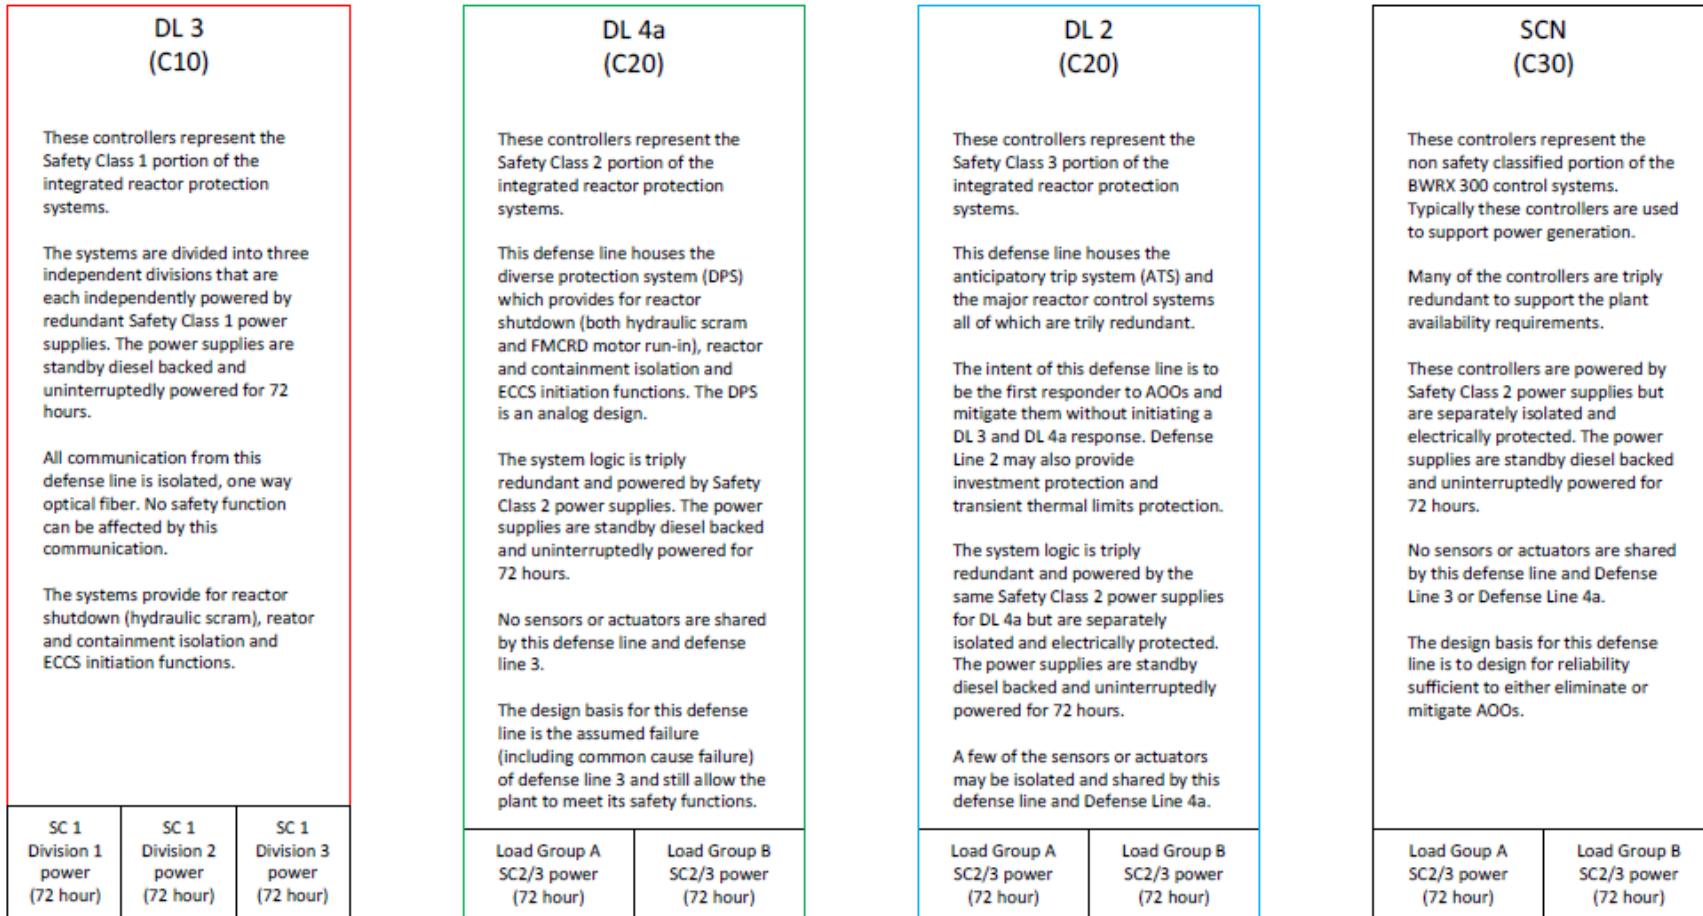 DL 3
(C10)
These controllers represent the
Safety Class 1 portion of the
integrated reactor protection
systems.
The systems are divided into three
independent divisions that are
each independently powered by
redundant Safety Class 1 power
supplies. The power supplies are
standby diesel backed and
uninterruptedly powered for 72
hours.
All communication from this
defense line is isolated, one way
optical fiber. No safety function
can be affected by this
communication.
The systems provide for reactor
shutdown (hydraulic scram), reator
and containment isolation and
ECCS initiation functions.
SC 1
Division 1
power
(72 hour)
SC 1
Division 2
power
(72 hour)
SC 1
Division 3
power
(72 hour)
DL 4a
(C20)
These controllers represent the
Safety Class 2 portion of the
integrated reactor protection
systems.
This defense line houses the
diverse protection system (DPS)
which provides for reactor
shutdown (both hydraulic scram
and FMCRD motor run-in), reactor
and containment isolation and
ECCS initiation functions. The DPS
is an analog design.
The system logic is triply
redundant and powered by Safety
Class 2 power supplies. The power
supplies are standby diesel backed
and uninterruptedly powered for
72 hours.
No sensors or actuators are shared
by this defense line and defense
line 3.
The design basis for this defense
line is the assumed failure
(including common cause failure)
of defense line 3 and still allow the
plant to meet its safety functions.
Load Group A
SC2/3 power
(72 hour)
Load Group B
SC2/3 power
(72 hour)
DL 2
(C20)
These controllers represent the
Safety Class 3 portion of the
integrated reactor protection
systems.
This defense line houses the
anticipatory trip system (ATS) and
the major reactor control systems
all of which are trily redundant.
The intent of this defense line is to
be the first responder to AOOs and
mitigate them without initiating a
DL 3 and DL 4a response. Defense
Line 2 may also provide
investment protection and
transient thermal limits protection.
The system logic is triply
redundant and powered by the
same Safety Class 2 power supplies
for DL 4a but are separately
isolated and electrically protected.
The power supplies are standby
diesel backed and uninterruptedly
powered for 72 hours.
A few of the sensors or actuators
may be isolated and shared by this
defense line and Defense Line 4a.
Load Group A
SC2/3 power
(72 hour)
Load Group B
SC2/3 power
(72 hour)
SCN
(C30)
These controlers represent the
non safety classified portion of the
BWRX 300 control systems.
Typically these controllers are used
to support power generation.
Many of the controllers are triply
redundant to support the plant
availability requirements.
These controllers are powered by
Safety Class 2 power supplies but
are separately isolated and
electrically protected. The power
supplies are standby diesel backed
and uninterruptedly powered for
72 hours.
No sensors or actuators are shared
by this defense line and Defense
Line 3 or Defense Line 4a.
The design basis for this defense
line is to design for reliability
sufficient to either eliminate or
mitigate AOOs.
Load Goup A
SC2/3 power
(72 hour)
Load Group B
SC2/3 power
(72 hour)